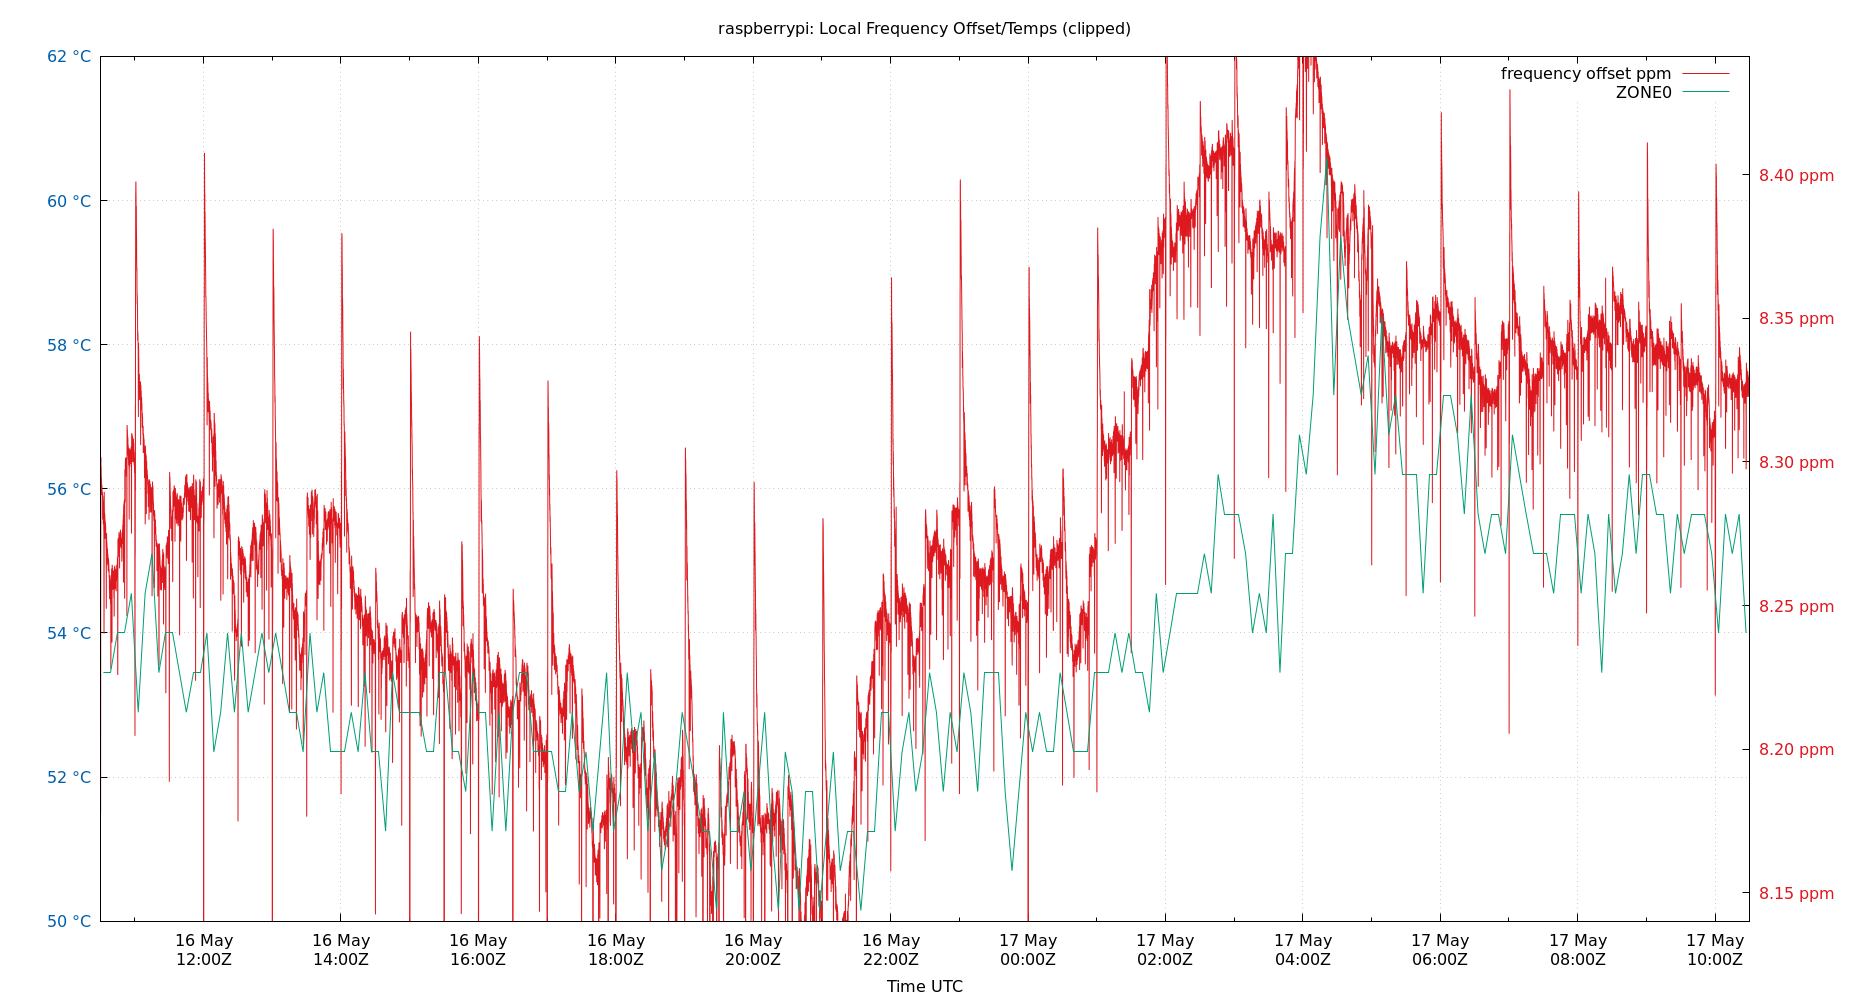 raspberrypi: Local Frequency Offset/Temps (clipped)
62 °C
60 °C
58 °C
56 °C
54 °C
52 °C
50 °C
frequency offset ppm
ZONE0
8.40 ppm
8.35 ppm
8.30 ppm
8.25 ppm
8.20 ppm
8.15 ppm
16 May 16 May 16 May 16 May 16 May 16 May 17 May 17 May 17 May 17 May 17 May 17 May
12:00Z 14:00Z 16:00Z 18:00Z 20:00Z 22:00Z 00:00Z 02:00Z 04:00Z 06:00Z 08:00Z 10:00Z
Time UTC